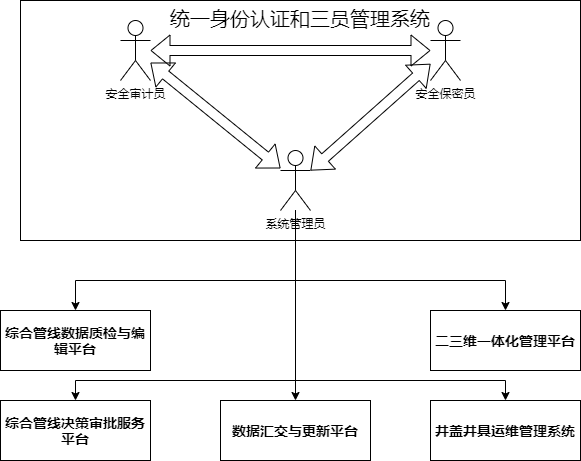 统一身份认证和三员管理系统
安全审计员
安全保密员
系统管理员
综合管线数据质检与编
辑平台
二三维一体化管理平台
综合管线决策审批服务
平台
数据汇交与更新平台
井盖井具运维管理系统